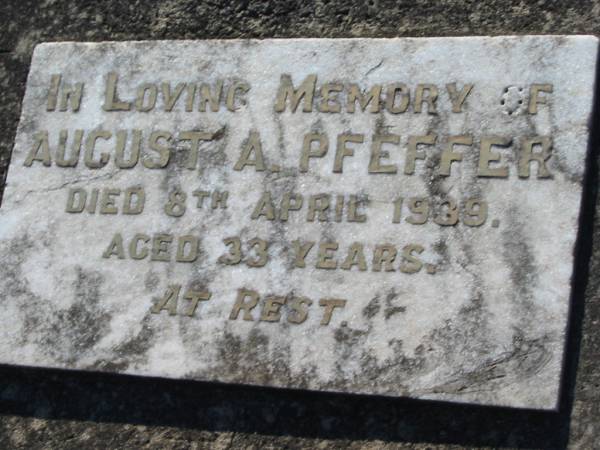 In Loving Memory of
AUGUST A. PFEFFER
DIED 8TH APRIL 1939.
AGED 33 YEARS.
AT REST.